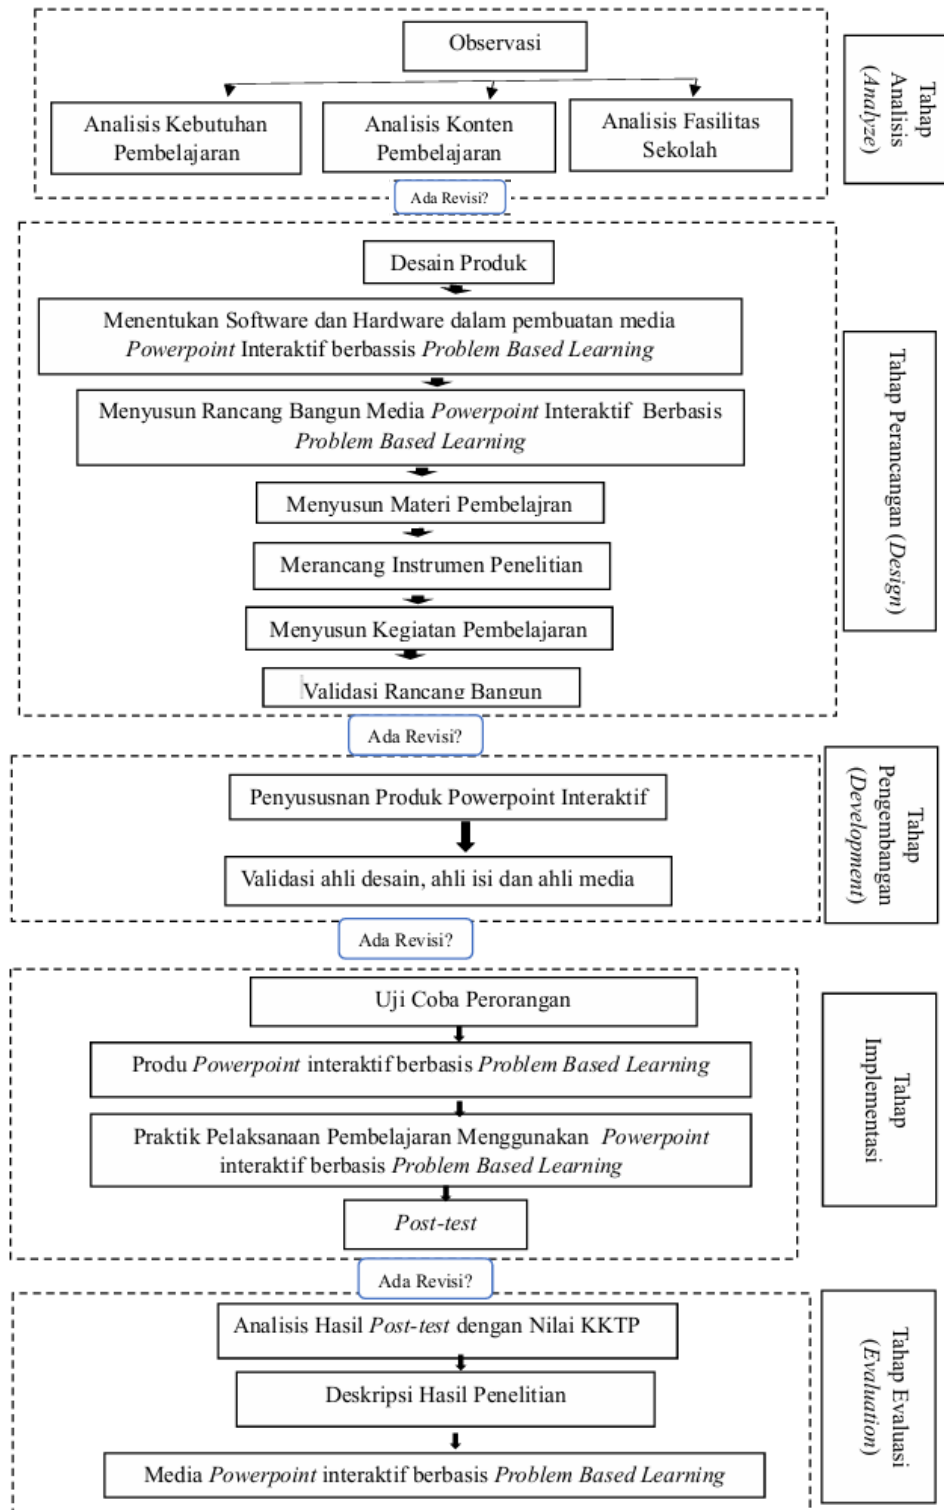 Observasi
Tahap
Analisis
(Analyze)
Analisis Kebutuhan
Pembelajaran
Analisis Konten
Pembelajaran
Analisis Fasilitas
Sekolah
Ada Revisi?
Desain Produk
Menentukan Software dan Hardware dalam pembuatan media
Powerpoint Interaktif berbassis Problem Based Learning
Menyusun Rancang Bangun Media Powerpoint Interaktif Berbasis
Problem Based Learning
Menyusun Materi Pembelajran
Merancang Instrumen Penelitian
Menyusun Kegiatan Pembelajaran
Validasi Rancang Bangun
Tahap Perancangan (Design)
Ada Revisi?
Penyususnan Produk Powerpoint Interaktif
Validasi ahli desain, ahli isi dan ahli media
Tahap
Pengembangan
(Development)
Ada Revisi?
Uji Coba Perorangan
Produ Powerpoint interaktif berbasis Problem Based Learning
Praktik Pelaksanaan Pembelajaran Menggunakan Powerpoint
interaktif berbasis Problem Based Learning
Post-test
Tahap
Implementasi
Ada Revisi?
Analisis Hasil Post-test dengan Nilai KKTP
Deskripsi Hasil Penelitian
Media Powerpoint interaktif berbasis Problem Based Learning
Tahap Evaluasi
(Evaluation)